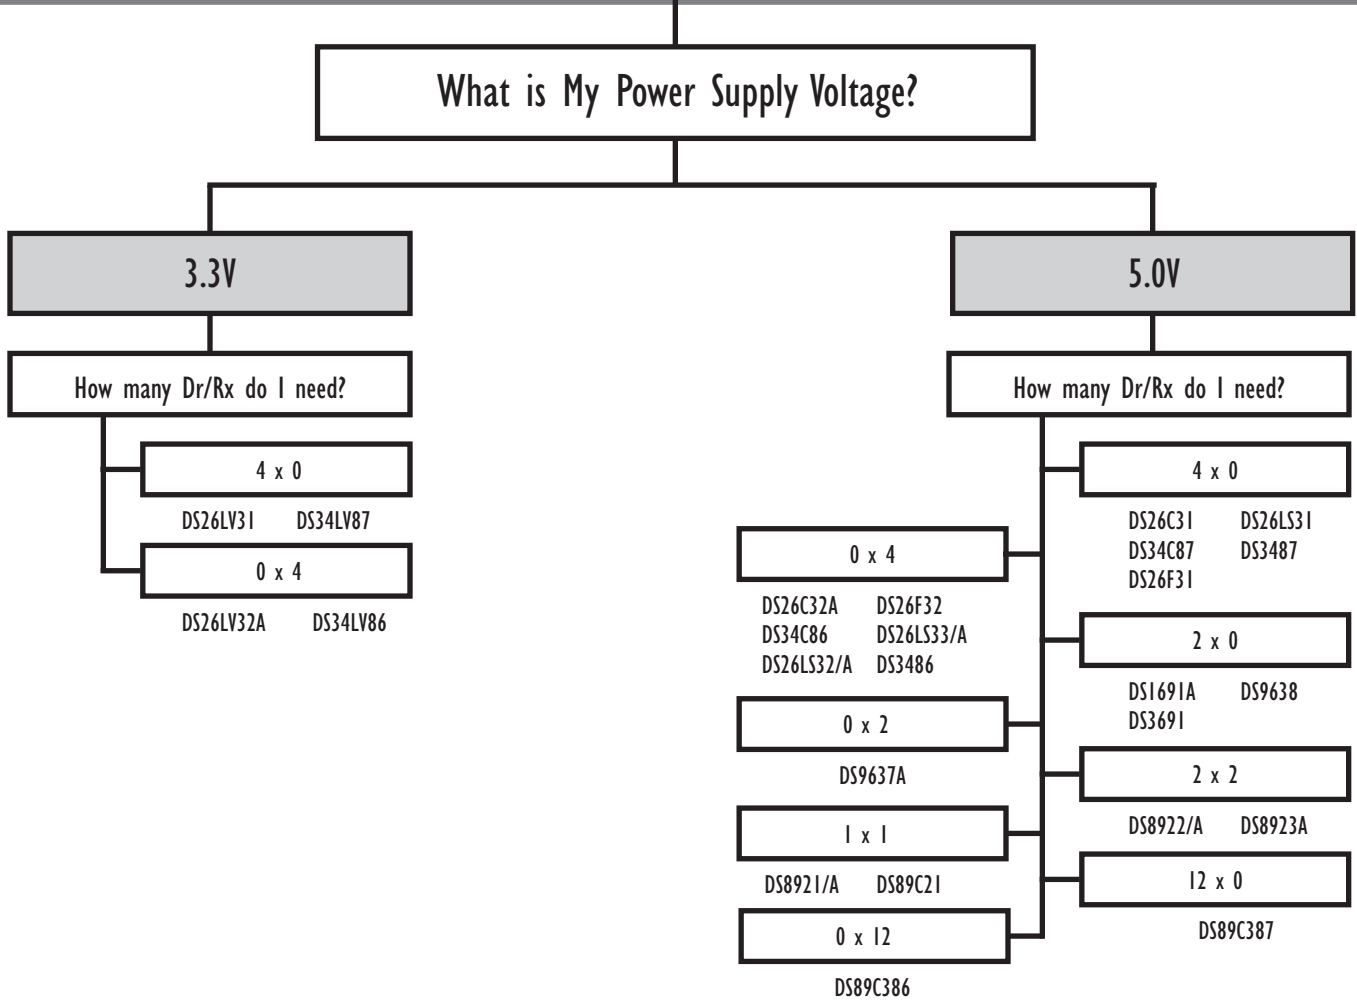 What is My Power Supply Voltage?
3.3V
How many Dr/Rx do I need?
4 x 0
DS26LV31 DS34LV87
0 x 4
DS26LV32A DS34LV86
5.0V
How many Dr/Rx do I need?
0 x 4
DS26C32A DS26F32
DS34C86 DS26LS33/A
DS26LS32/A DS3486
0 x 2
DS9637A
1 x 1
DS8921/A DS89C21
0 x 12
DS89C386
4 x 0
DS26C31 DS26LS31
DS34C87 DS3487
DS26F31
2 x 0
DS1691A DS9638
DS3691
2 x 2
DS8922/A DS8923A
12 x 0
DS89C387